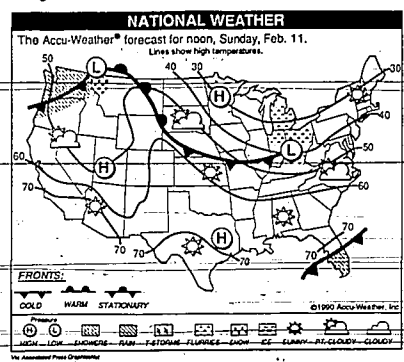 NATIONAL WEATHER
The Accu-Weather® forecast for noon, Sunday, Feb. 11.
Lines show high temperatures.
50
40
30
30
40
50
60
60
70
70
70
70
70
70
70
L
H
H
L
H
FRONTS:
COLD WARM STATIONARY
©1990 Accu-Weather, Inc
Pressure
H L
HIGH LOW SHOWERS RAIN T-STORMS FLURRIES SNOW ICE SUNNY PT. CLOUDY CLOUDY
Via Associated Press GraphicsNet